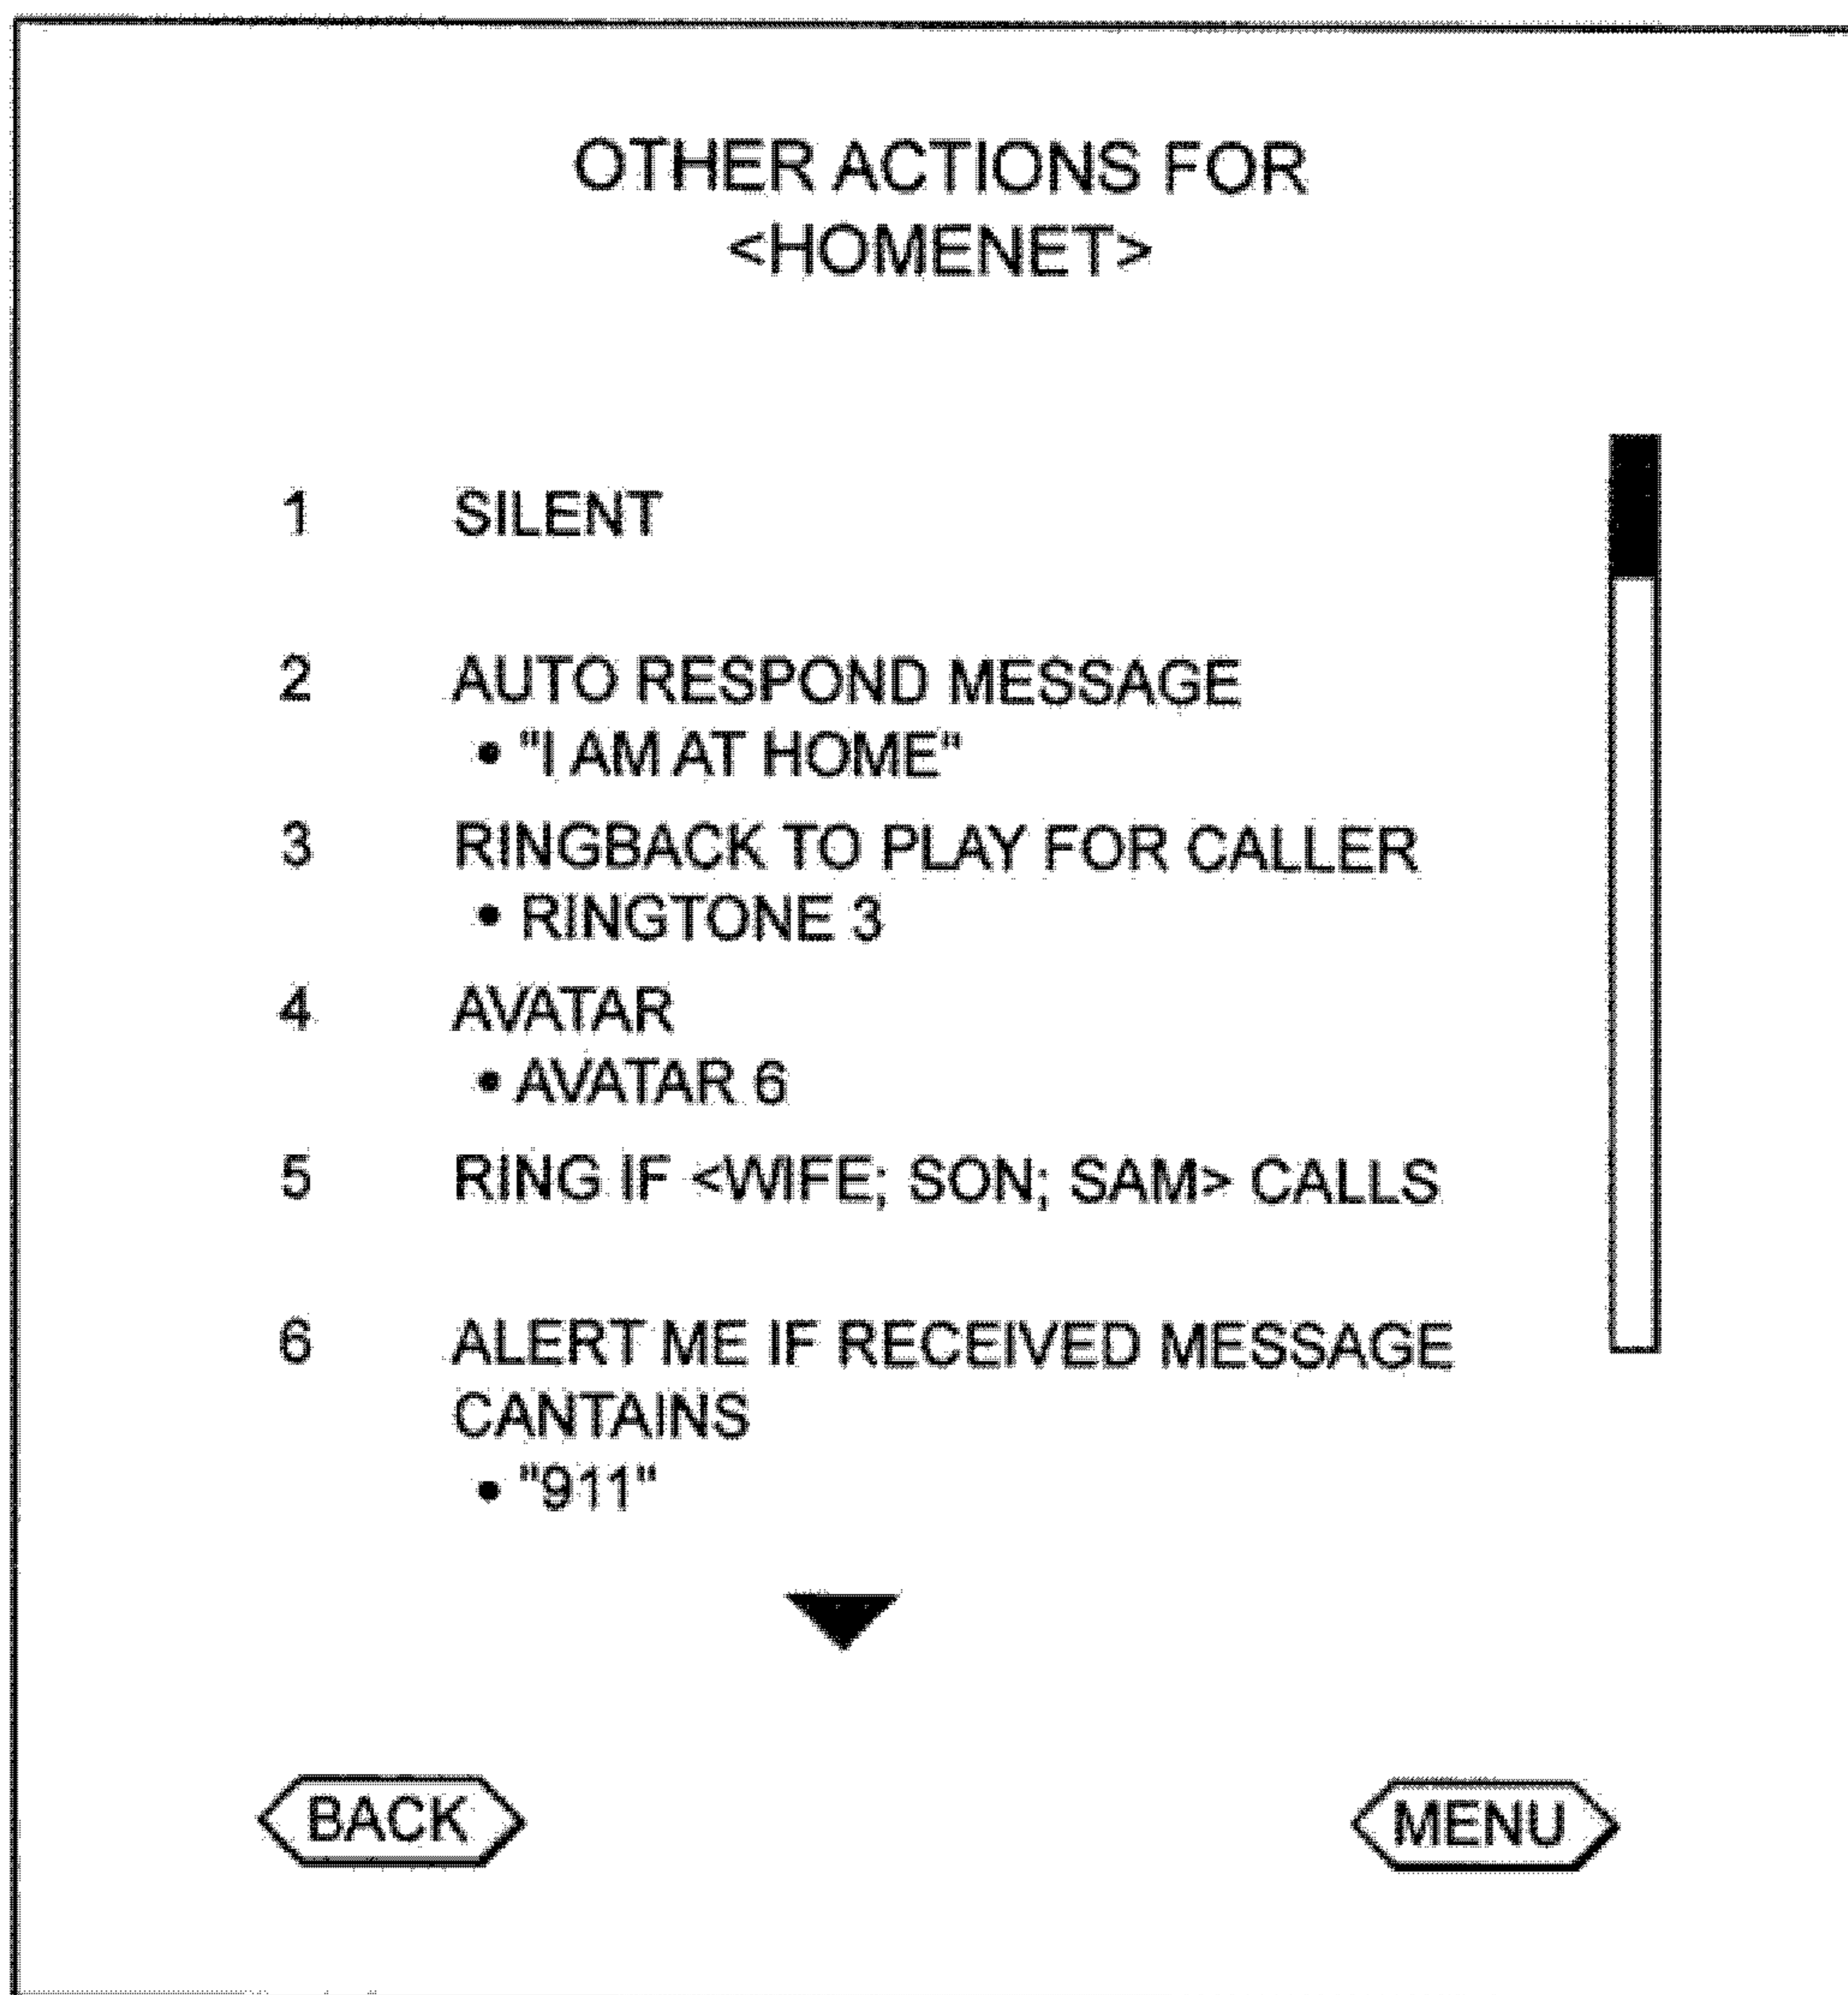 OTHER ACTIONS FOR
<HOMENET>
1 SILENT
2 AUTO RESPOND MESSAGE
• "I AM AT HOME"
3 RINGBACK TO PLAY FOR CALLER
• RINGTONE 3
4 AVATAR
• AVATAR 6
5 RING IF <WIFE; SON; SAM> CALLS
6 ALERT ME IF RECEIVED MESSAGE
CANTAINS
• "911"
BACK MENU